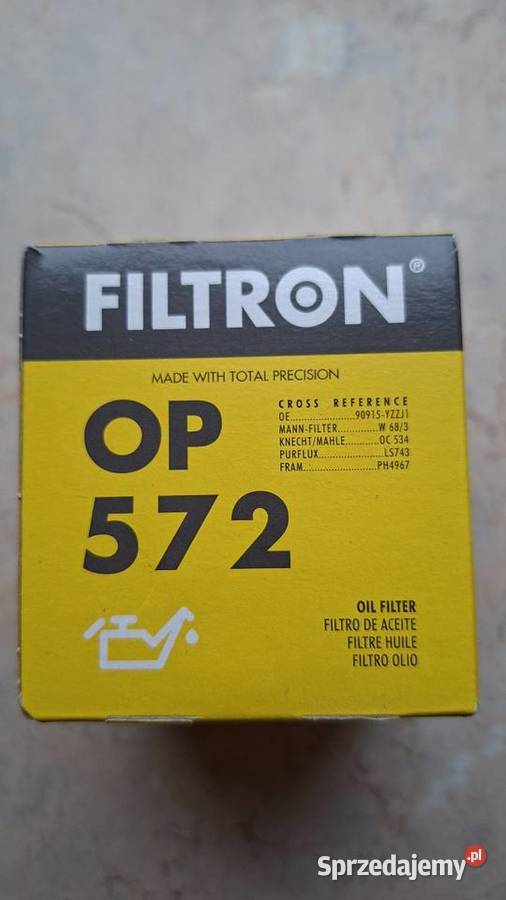 FILTRON®
MADE WITH TOTAL PRECISION
OP
572
CROSS REFERENCE
OE..........................90915-YZZJ1
MANN-FILTER.............W 68/3
KNECHT/MAHLE...........OC 534
PURFLUX.....................LS743
FRAM.........................PH4967
OIL FILTER
FILTRO DE ACEITE
FILTRE HUILE
FILTRO OLIO
Sprzedajemy.pl